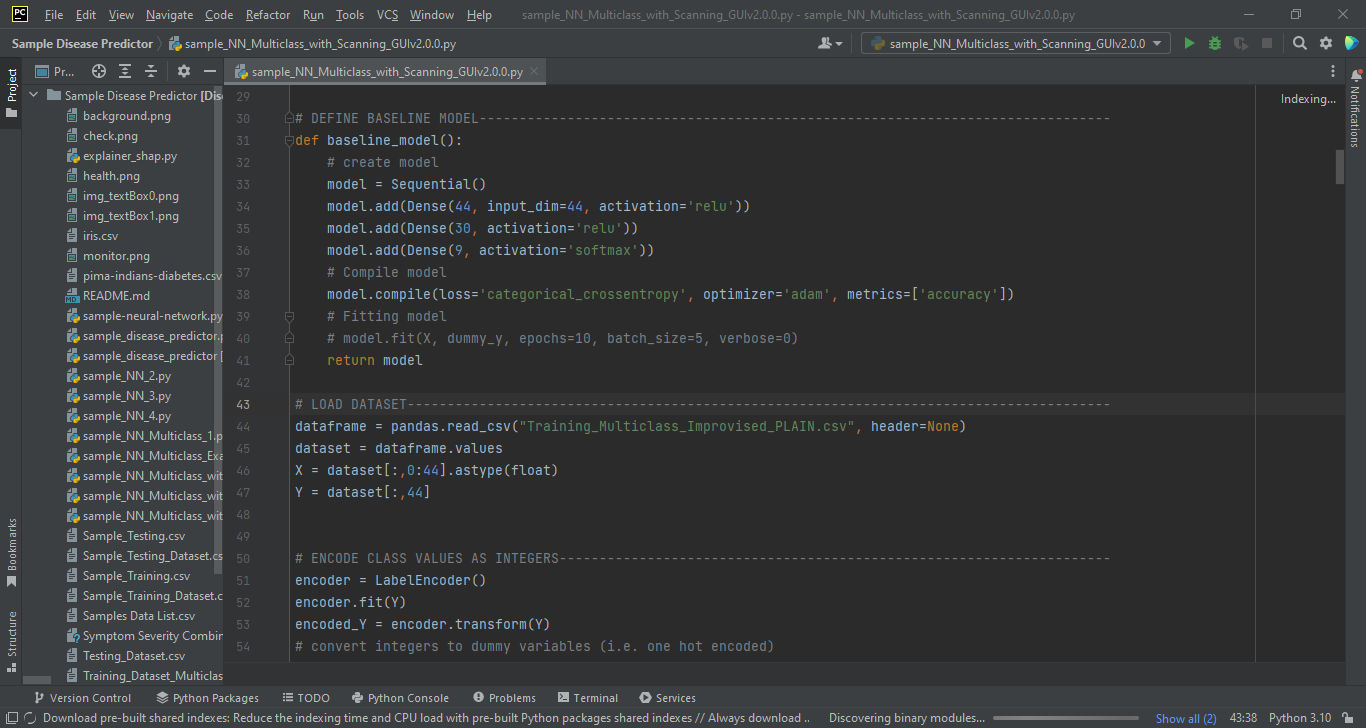 PC File Edit View Navigate Code Refactor Run Tools VCS Window Help sample_NN_Multiclass_with_Scanning_GUIv2.0.0.py - sample_NN_Multiclass_with_Scanning_GUIv2.0.0.py
Sample Disease Predictor sample_NN_Multiclass_with_Scanning_GUIv2.0.0.py sample_NN_Multiclass_with_Scanning_GUIv2.0.0
Project
Bookmarks
Structure
Pr...
Sample Disease Predictor [Dis
background.png
check.png
explainer_shap.py
health.png
img_textBox0.png
img_textBox1.png
iris.csv
monitor.png
pima-indians-diabetes.csv
README.md
sample-neural-network.py
sample_disease_predictor.p
sample_disease_predictor [
sample_NN_2.py
sample_NN_3.py
sample_NN_4.py
sample_NN_Multiclass_1.p
sample_NN_Multiclass_Exa
sample_NN_Multiclass_wit
sample_NN_Multiclass_wit
sample_NN_Multiclass_wit
Sample_Testing.csv
Sample_Testing_Dataset.cs
Sample_Training.csv
Sample_Training_Dataset.c
Samples Data List.csv
Symptom Severity Combin
Testing_Dataset.csv
Training_Dataset_Multiclas
sample_NN_Multiclass_with_Scanning_GUIv2.0.0.py
29
30 # DEFINE BASELINE MODEL-------------------------------------------------------------------------------
31 def baseline_model():
32 # create model
33 model = Sequential()
34 model.add(Dense(44, input_dim=44, activation='relu'))
35 model.add(Dense(30, activation='relu'))
36 model.add(Dense(9, activation='softmax'))
37 # Compile model
38 model.compile(loss='categorical_crossentropy', optimizer='adam', metrics=['accuracy'])
39 # Fitting model
40 # model.fit(X, dummy_y, epochs=10, batch_size=5, verbose=0)
41 return model
42
43 # LOAD DATASET----------------------------------------------------------------------------------------
44 dataframe = pandas.read_csv("Training_Multiclass_Improvised_PLAIN.csv", header=None)
45 dataset = dataframe.values
46 X = dataset[:,0:44].astype(float)
47 Y = dataset[:,44]
48
49
50 # ENCODE CLASS VALUES AS INTEGERS---------------------------------------------------------------------
51 encoder = LabelEncoder()
52 encoder.fit(Y)
53 encoded_Y = encoder.transform(Y)
54 # convert integers to dummy variables (i.e. one hot encoded)
Indexing...
Notifications
Version Control Python Packages TODO Python Console Problems Terminal Services
Download pre-built shared indexes: Reduce the indexing time and CPU load with pre-built Python packages shared indexes // Always download .. Discovering binary modules... Show all (2) 43:38 Python 3.10